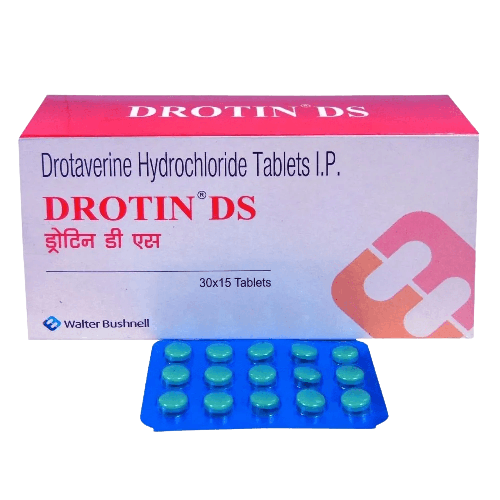 DROTIN® DS
Drotaverine Hydrochloride Tablets I.P.
DROTIN® DS
ड्रोटिन डी एस
30x15 Tablets
Walter Bushnell